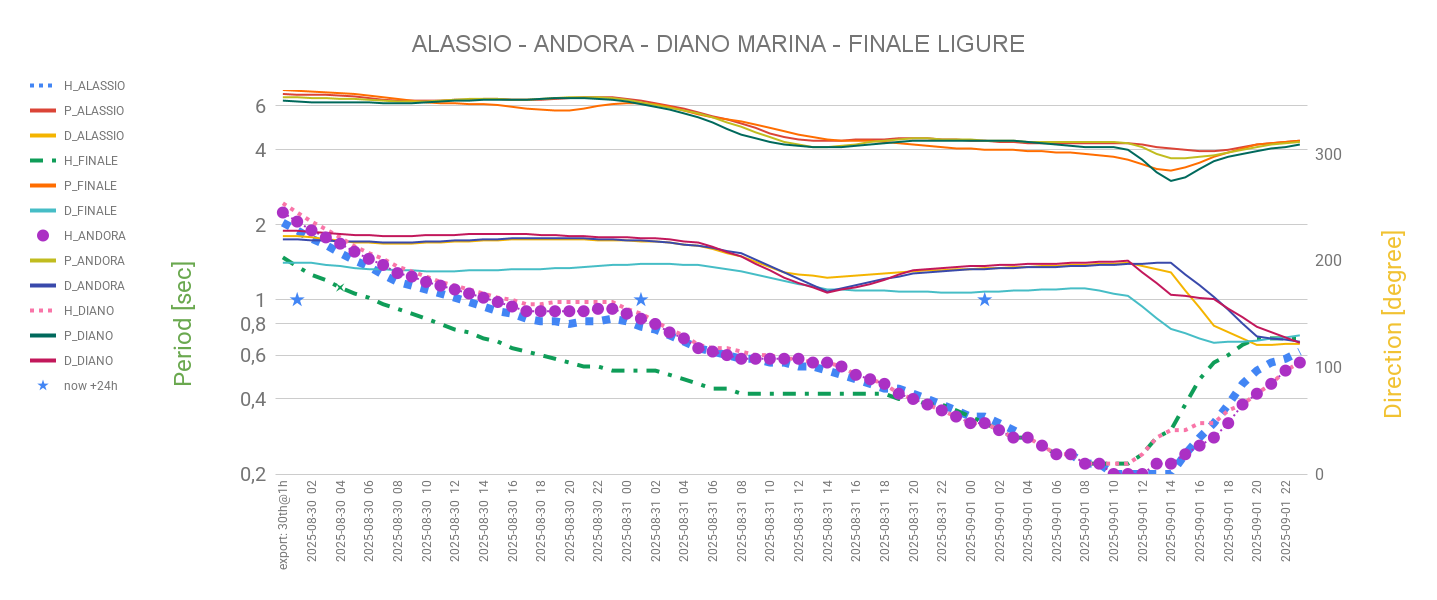 ALASSIO - ANDORA - DIANO MARINA - FINALE LIGURE
H_ALASSIO
P_ALASSIO
D_ALASSIO
H_FINALE
P_FINALE
D_FINALE
H_ANDORA
P_ANDORA
D_ANDORA
H_DIANO
P_DIANO
D_DIANO
now +24h
Period [sec]
6
4
2
1
0,8
0,6
0,4
0,2
300
200
100
0
Direction [degree]
export: 30th@1h
2025-08-30 02
2025-08-30 04
2025-08-30 06
2025-08-30 08
2025-08-30 10
2025-08-30 12
2025-08-30 14
2025-08-30 16
2025-08-30 18
2025-08-30 20
2025-08-30 22
2025-08-31 00
2025-08-31 02
2025-08-31 04
2025-08-31 06
2025-08-31 08
2025-08-31 10
2025-08-31 12
2025-08-31 14
2025-08-31 16
2025-08-31 18
2025-08-31 20
2025-08-31 22
2025-09-01 00
2025-09-01 02
2025-09-01 04
2025-09-01 06
2025-09-01 08
2025-09-01 10
2025-09-01 12
2025-09-01 14
2025-09-01 16
2025-09-01 18
2025-09-01 20
2025-09-01 22